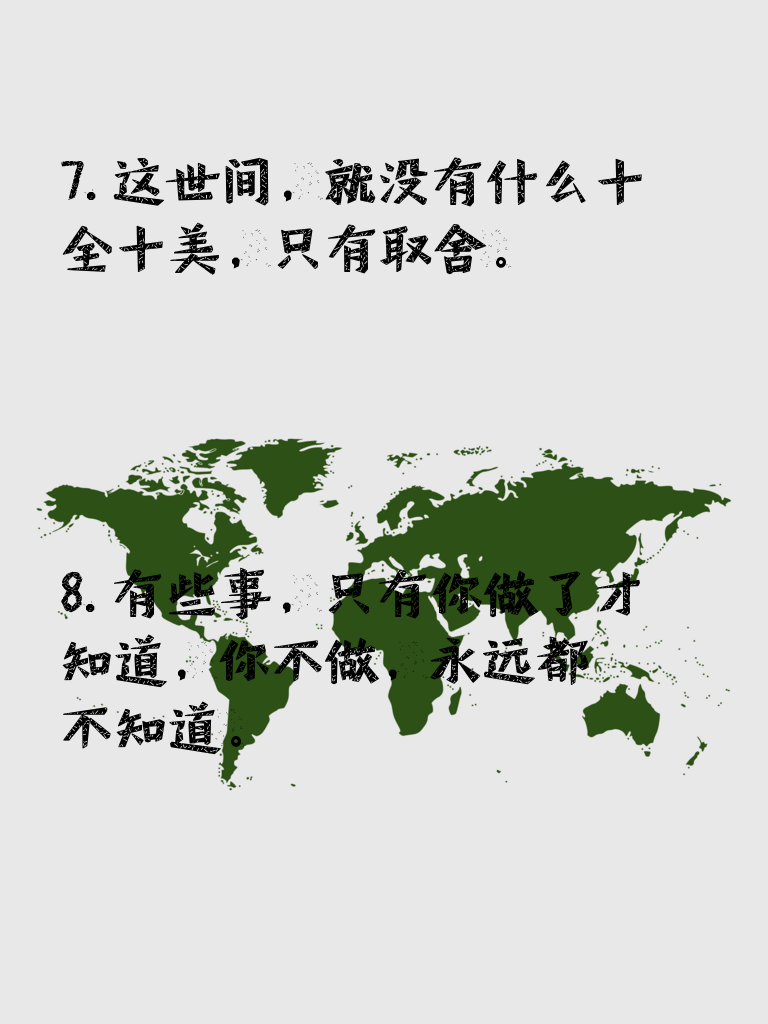 7. 这世间，就没有什么十
全十美，只有取舍。
8. 有些事，只有你做了才
知道，你不做，永远都
不知道。